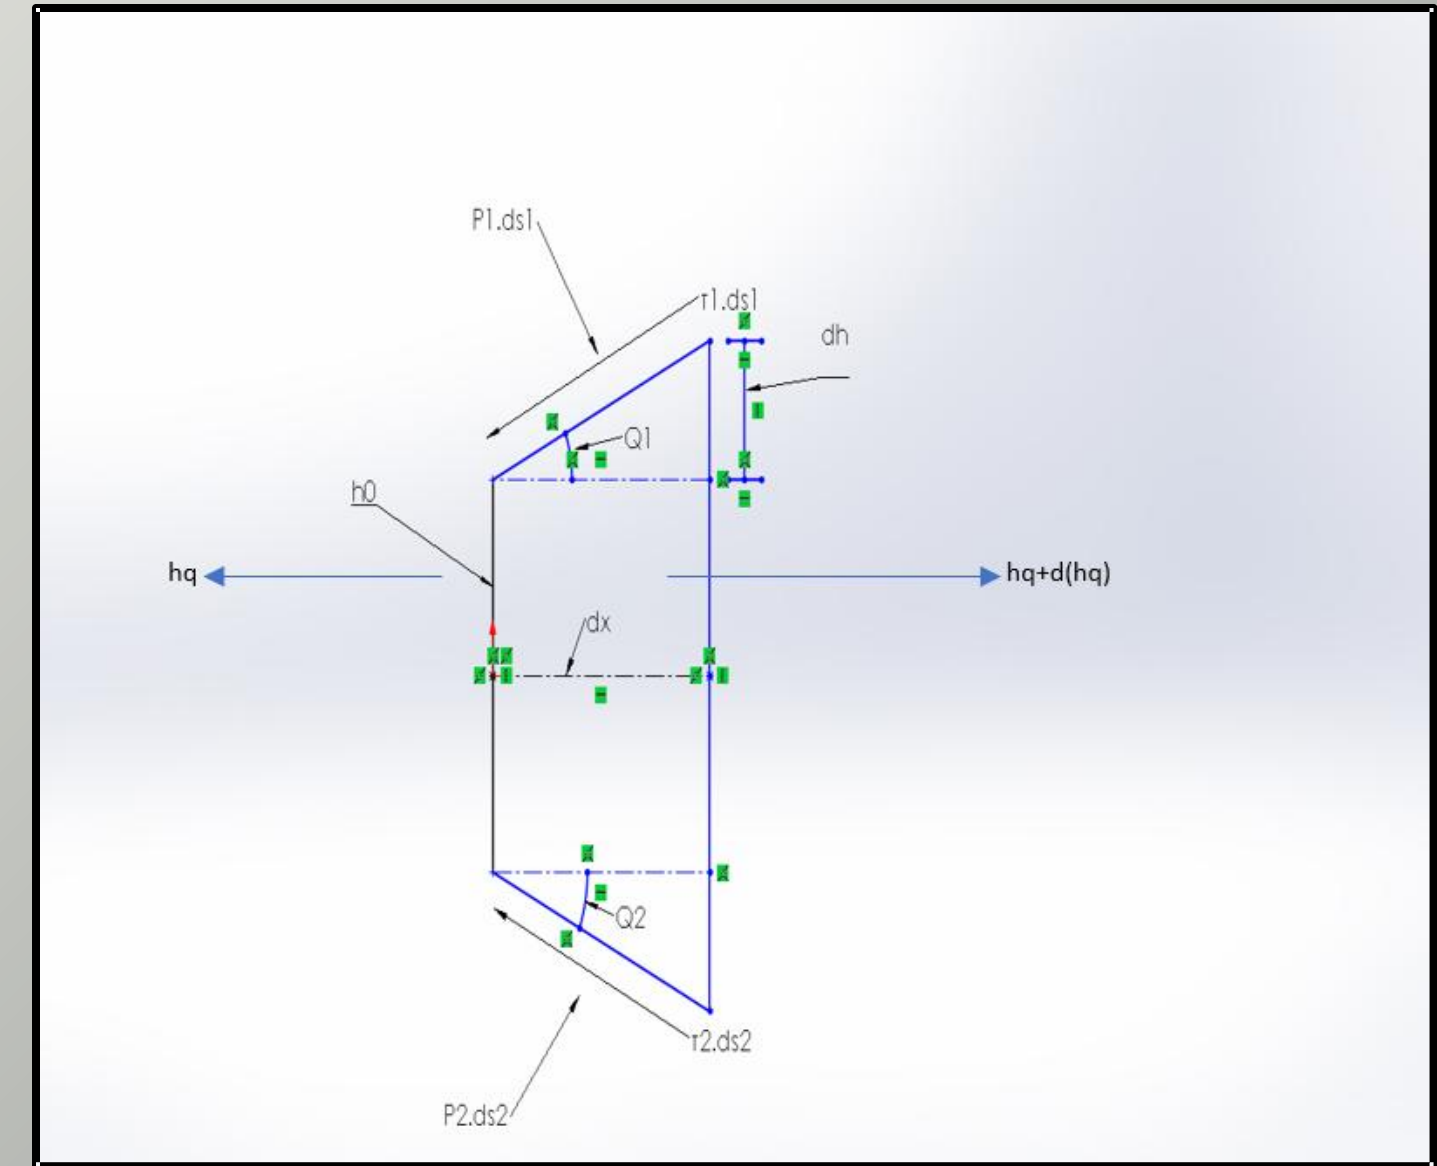 P1.ds1
τ1.ds1
dh
Q1
h0
hq
hq+d(hq)
dx
Q2
τ2.ds2
P2.ds2